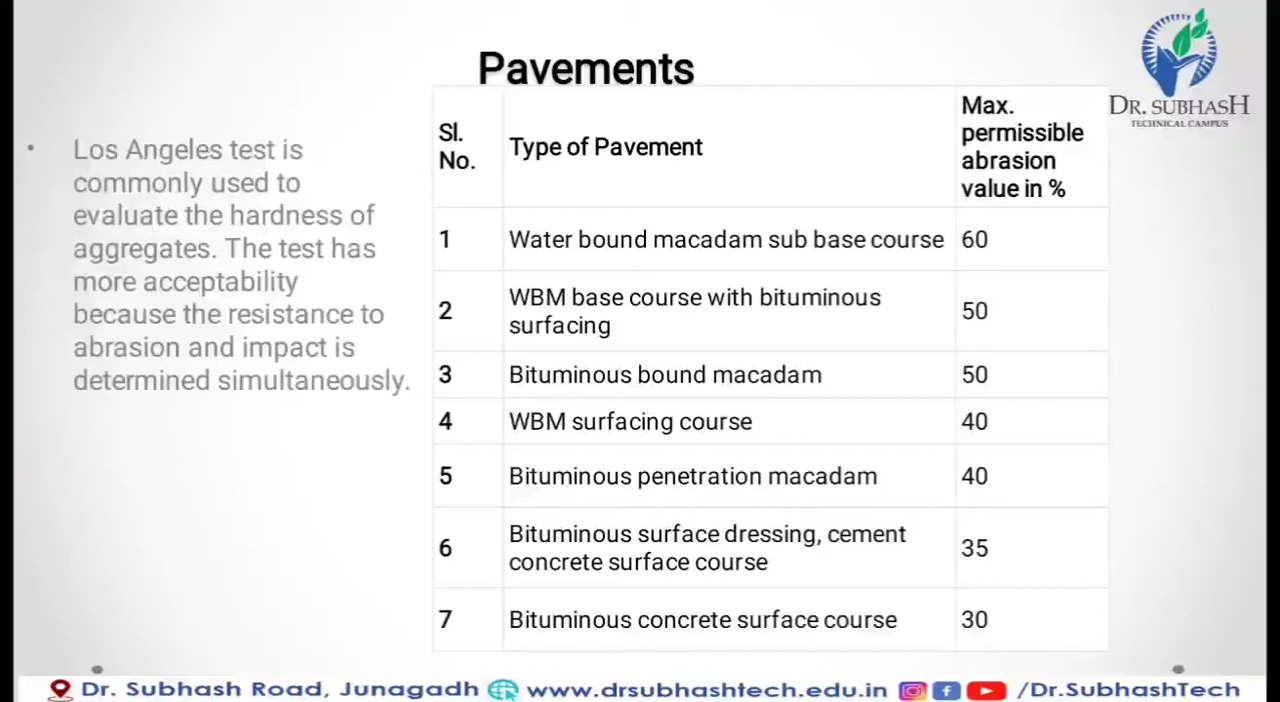 Pavements
DR. SUBHASH
TECHNICAL CAMPUS
• Los Angeles test is
commonly used to
evaluate the hardness of
aggregates. The test has
more acceptability
because the resistance to
abrasion and impact is
determined simultaneously.
Sl. No. Type of Pavement Max. permissible abrasion value in %
1 Water bound macadam sub base course 60
2 WBM base course with bituminous surfacing 50
3 Bituminous bound macadam 50
4 WBM surfacing course 40
5 Bituminous penetration macadam 40
6 Bituminous surface dressing, cement concrete surface course 35
7 Bituminous concrete surface course 30
Dr. Subhash Road, Junagadh www.drsubhashtech.edu.in /Dr.SubhashTech